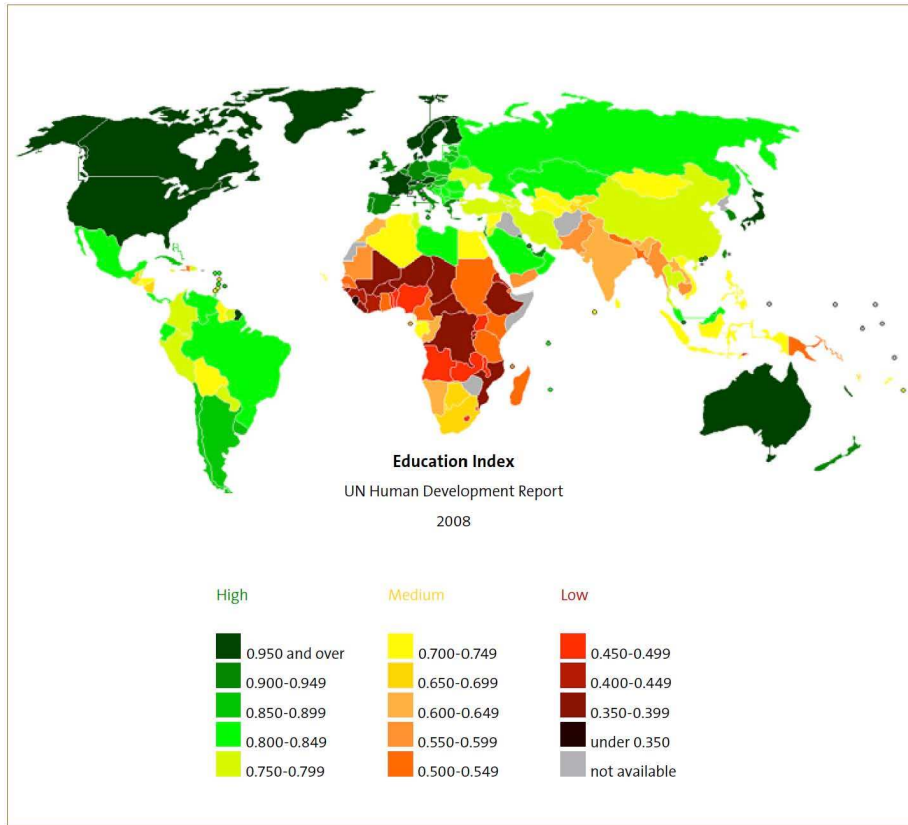 Education Index
UN Human Development Report
2008
High
0.950 and over
0.900-0.949
0.850-0.899
0.800-0.849
0.750-0.799
Medium
0.700-0.749
0.650-0.699
0.600-0.649
0.550-0.599
0.500-0.549
Low
0.450-0.499
0.400-0.449
0.350-0.399
under 0.350
not available